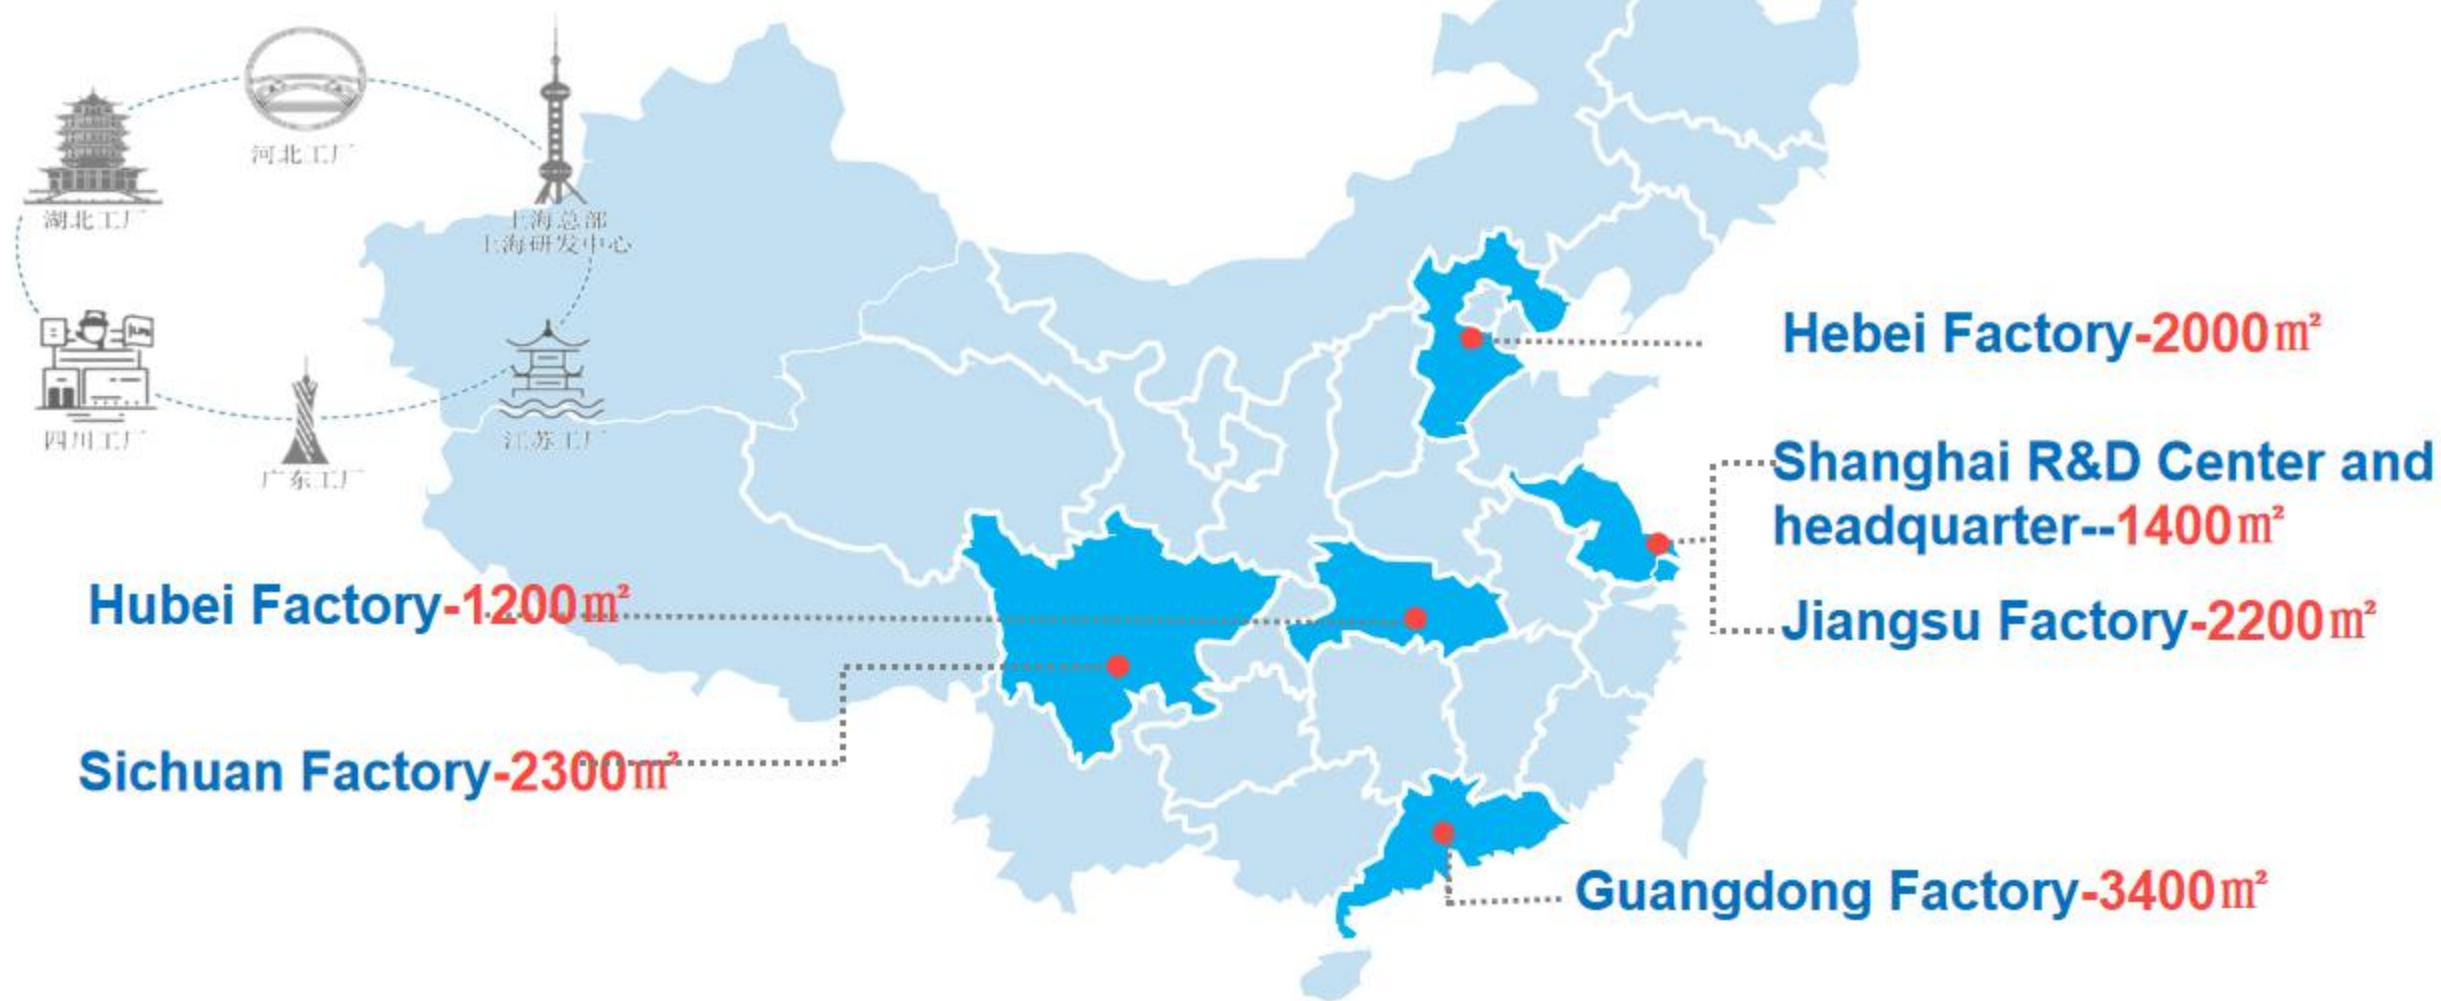 河北工厂
湖北工厂
上海总部
上海研发中心
四川工厂
江苏工厂
广东工厂
Hebei Factory-2000㎡
Shanghai R&D Center and
headquarter--1400㎡
Hubei Factory-1200㎡
Jiangsu Factory-2200㎡
Sichuan Factory-2300㎡
Guangdong Factory-3400㎡